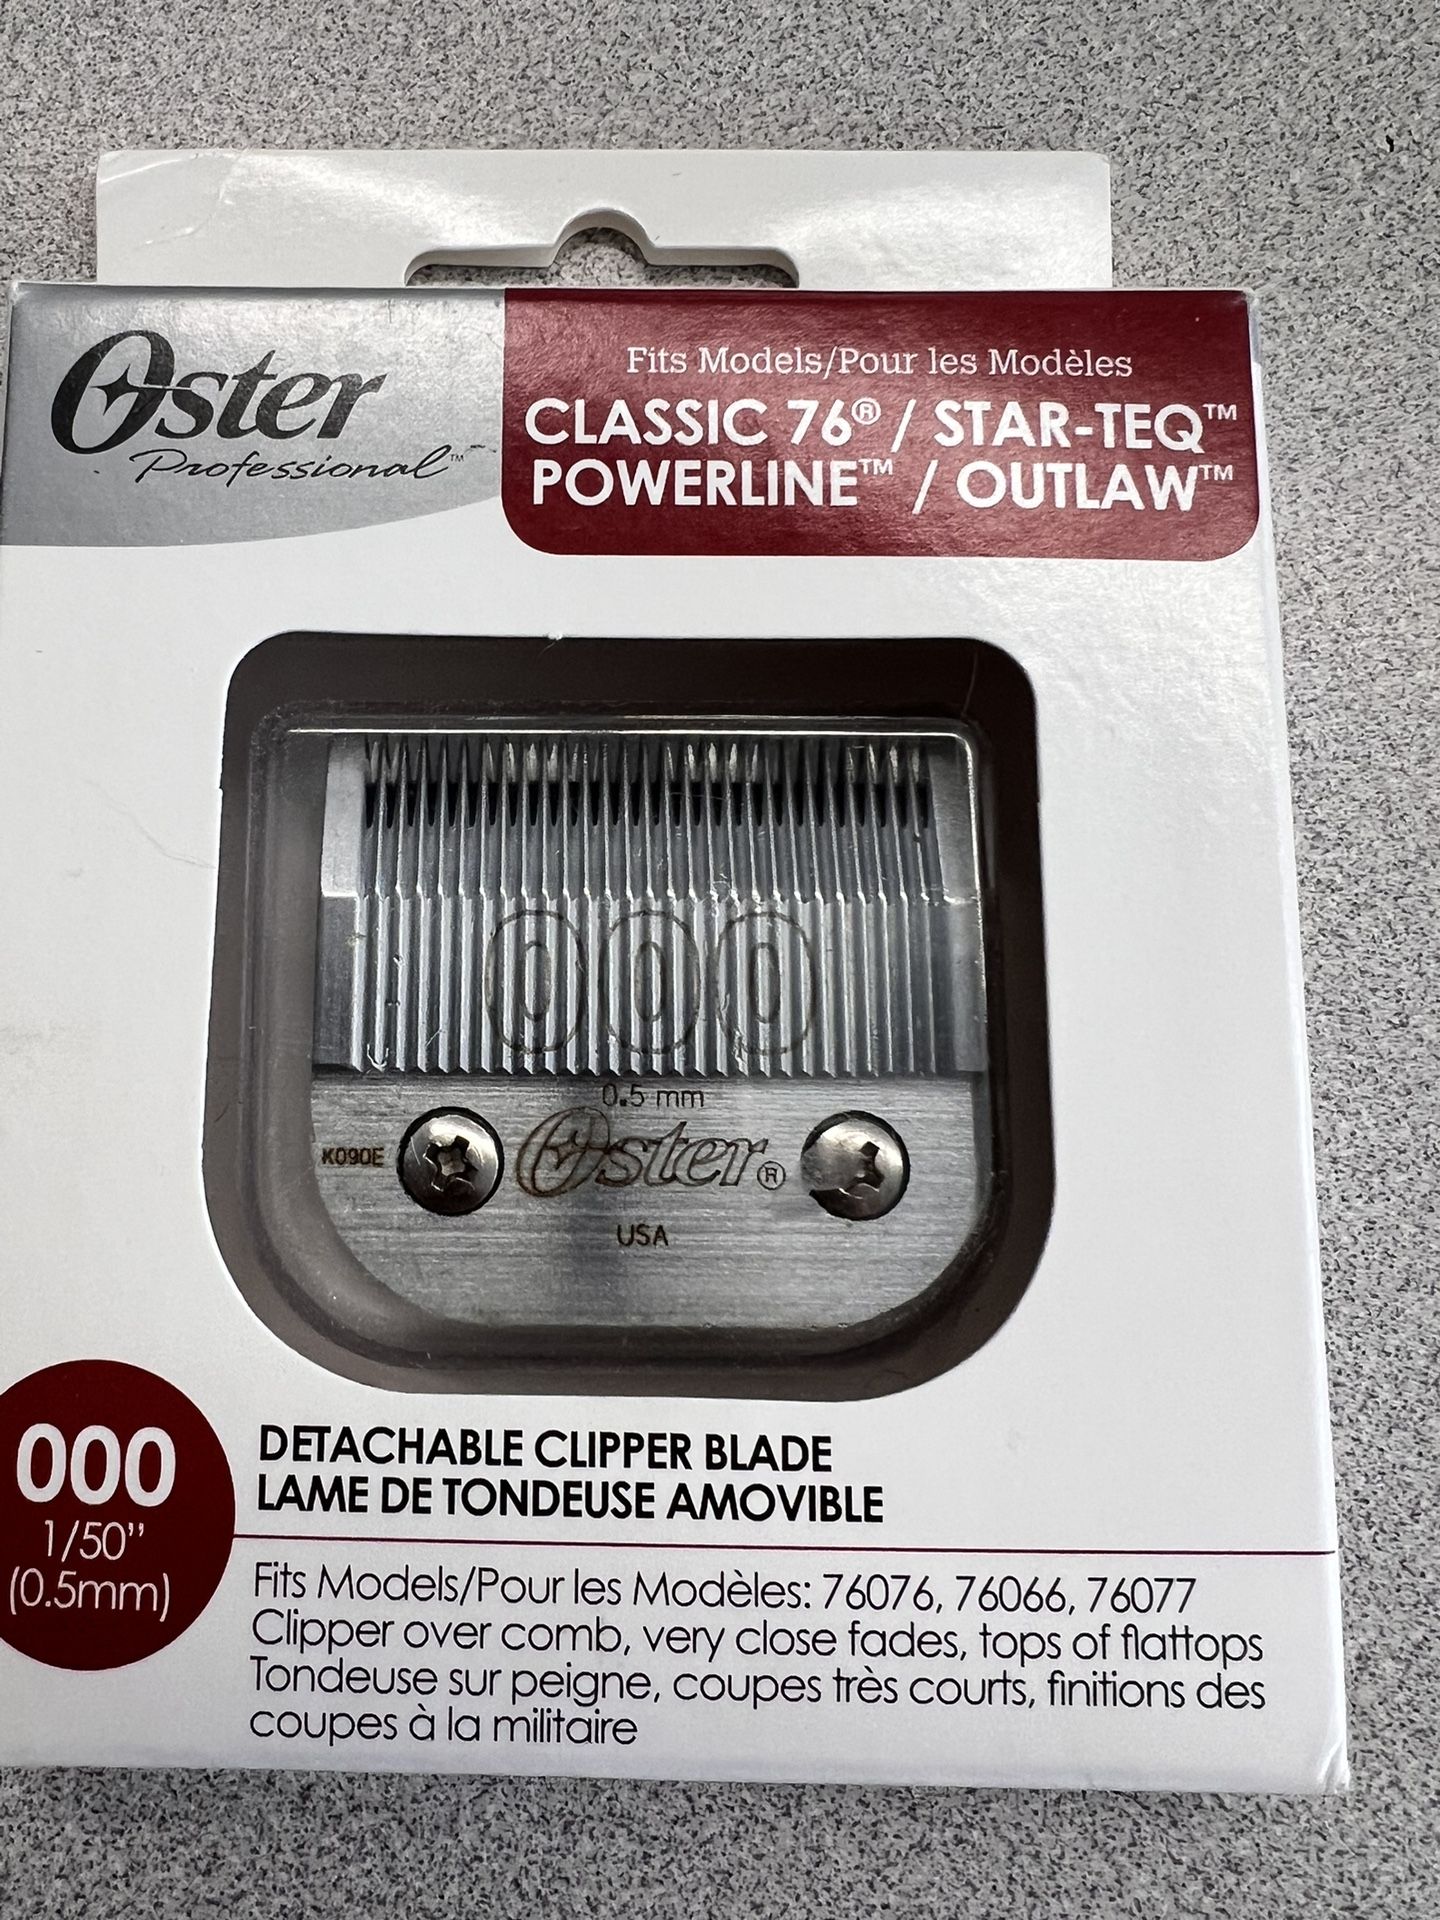 Oster
Professional™
Fits Models/Pour les Modèles
CLASSIC 76® / STAR-TEQ™
POWERLINE™ / OUTLAW™
000
0.5 mm
K090E
Oster®
USA
000
1/50’’
(0.5mm)
DETACHABLE CLIPPER BLADE
LAME DE TONDEUSE AMOVIBLE
Fits Models/Pour les Modèles: 76076, 76066, 76077
Clipper over comb, very close fades, tops of flattops
Tondeuse sur peigne, coupes très courts, finitions des
coupes à la militaire